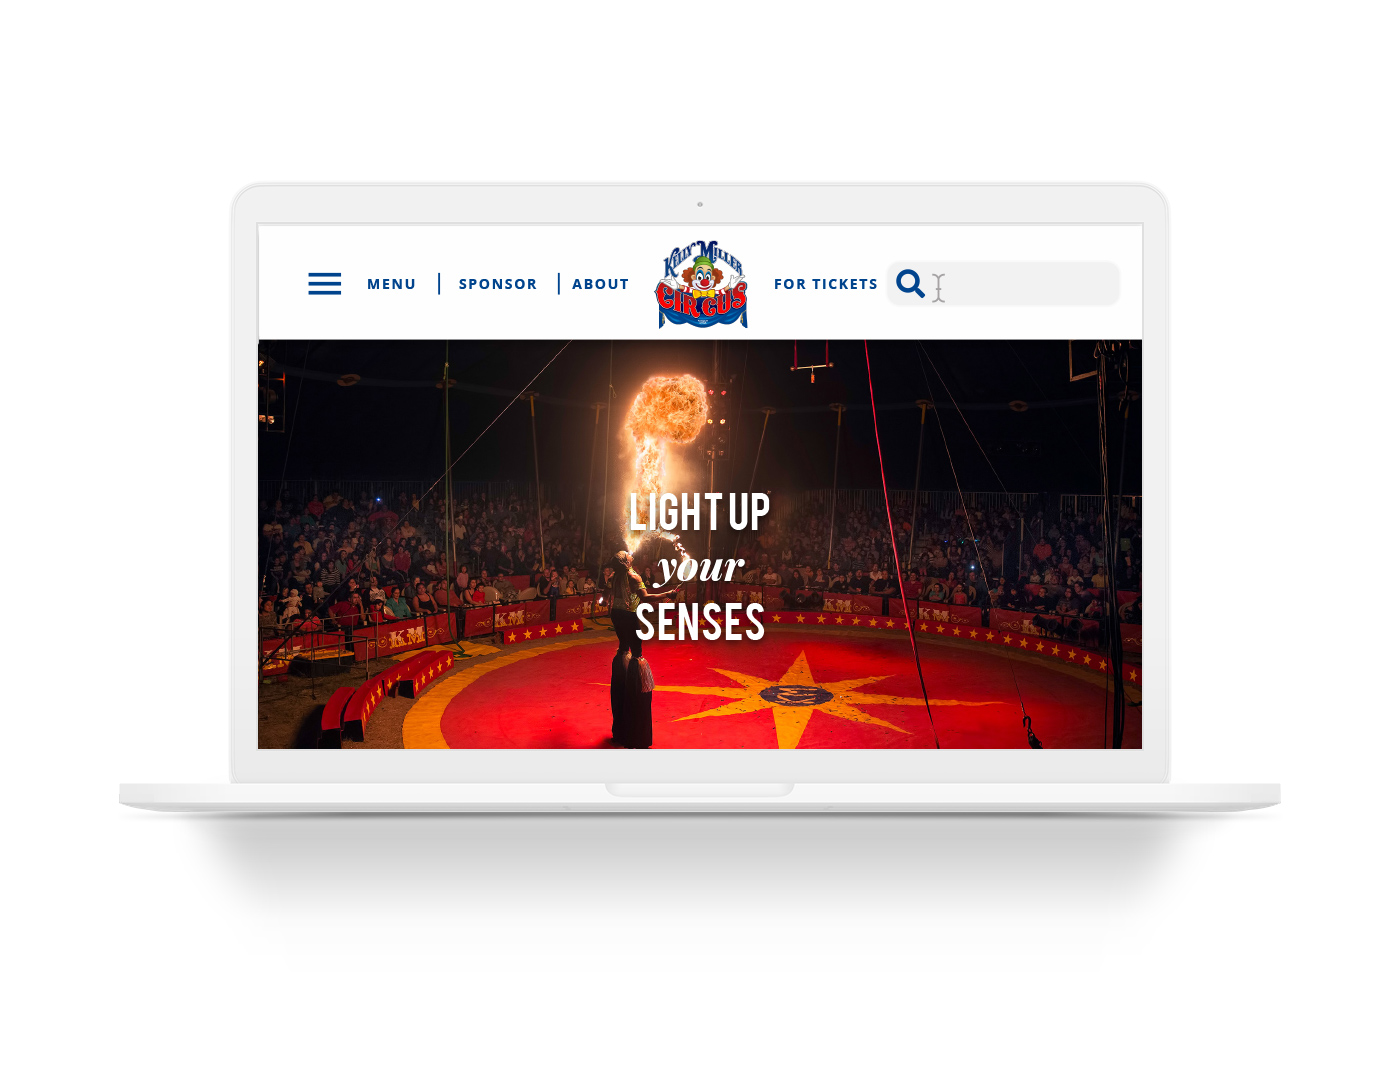 MENU | SPONSOR | ABOUT
KELLY MILLER
CIRCUS
FOR TICKETS
LIGHT UP
your
SENSES
KM
KM
KM
KM